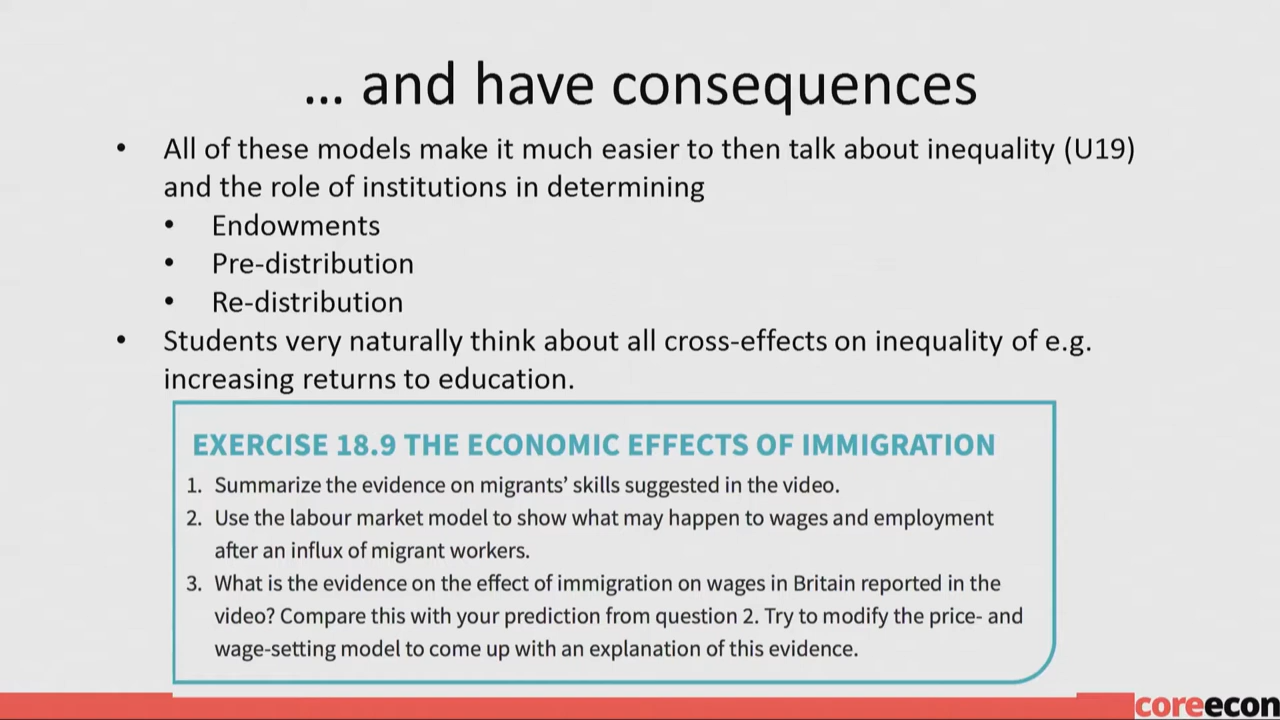 ... and have consequences
• All of these models make it much easier to then talk about inequality (U19)
and the role of institutions in determining
• Endowments
• Pre-distribution
• Re-distribution
• Students very naturally think about all cross-effects on inequality of e.g.
increasing returns to education.
EXERCISE 18.9 THE ECONOMIC EFFECTS OF IMMIGRATION
1. Summarize the evidence on migrants’ skills suggested in the video.
2. Use the labour market model to show what may happen to wages and employment
after an influx of migrant workers.
3. What is the evidence on the effect of immigration on wages in Britain reported in the
video? Compare this with your prediction from question 2. Try to modify the price- and
wage-setting model to come up with an explanation of this evidence.
coreecon